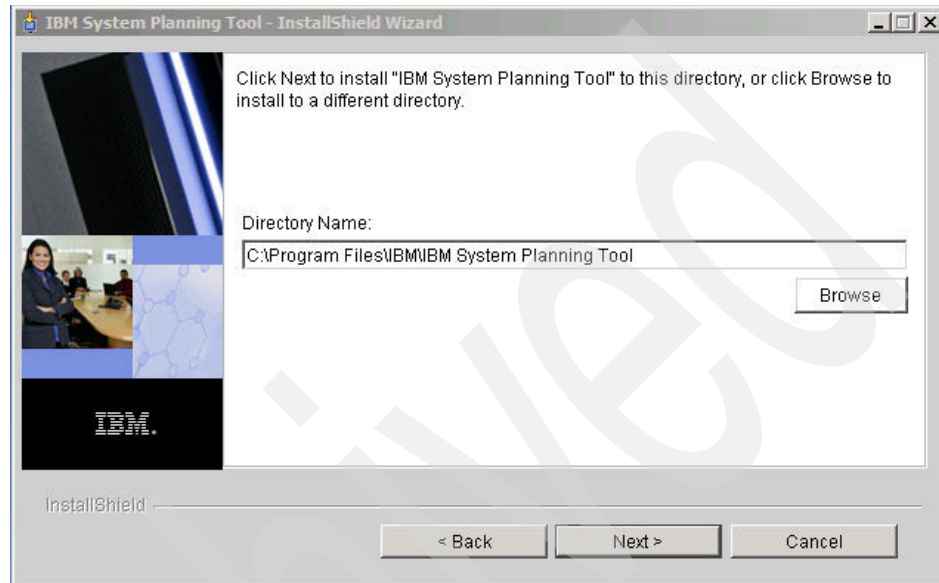 IBM System Planning Tool - InstallShield Wizard
Click Next to install "IBM System Planning Tool" to this directory, or click Browse to
install to a different directory.
Directory Name:
C:\Program Files\IBM\IBM System Planning Tool
Browse
IBM.
InstallShield
< Back
Next >
Cancel
hived